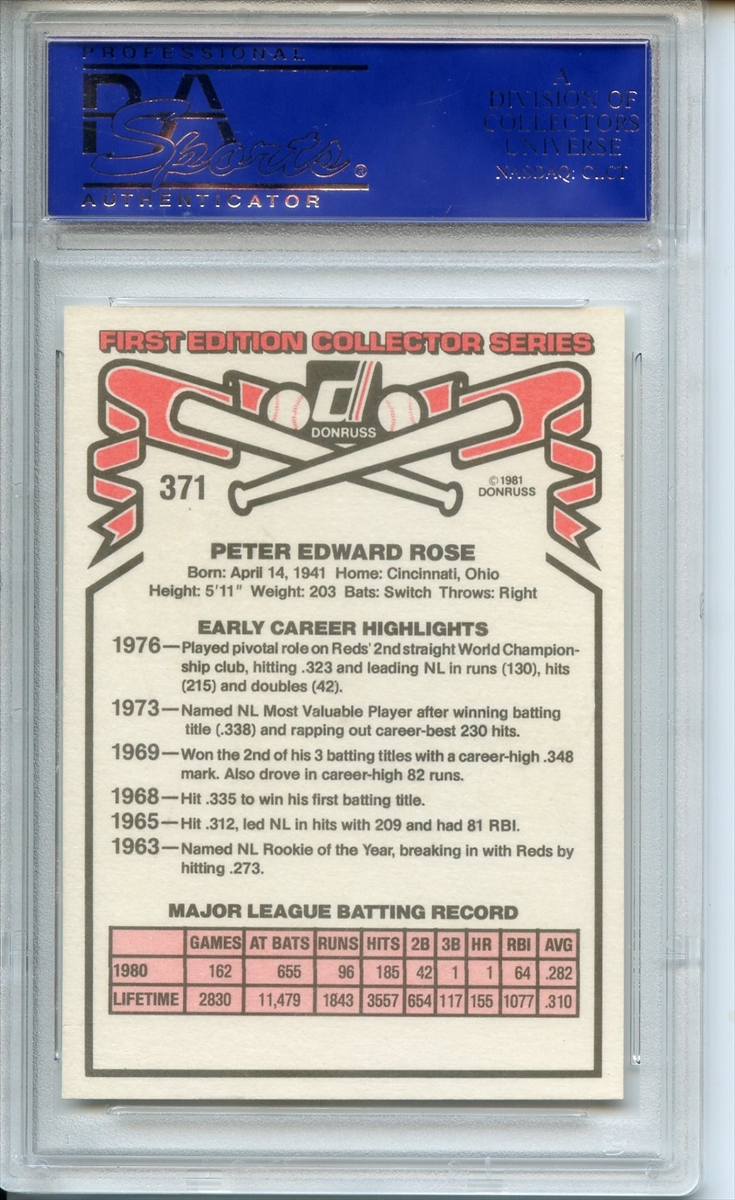 PROFESSIONAL
PSA
Sports®
AUTHENTICATOR
A
DIVISION OF
COLLECTORS
UNIVERSE
NASDAQ: CLCT
FIRST EDITION COLLECTOR SERIES
d
DONRUSS
371
©1981
DONRUSS
PETER EDWARD ROSE
Born: April 14, 1941 Home: Cincinnati, Ohio
Height: 5'11" Weight: 203 Bats: Switch Throws: Right
EARLY CAREER HIGHLIGHTS
1976—Played pivotal role on Reds' 2nd straight World Champion-
ship club, hitting .323 and leading NL in runs (130), hits
(215) and doubles (42).
1973—Named NL Most Valuable Player after winning batting
title (.338) and rapping out career-best 230 hits.
1969—Won the 2nd of his 3 batting titles with a career-high .348
mark. Also drove in career-high 82 runs.
1968—Hit .335 to win his first batting title.
1965—Hit .312, led NL in hits with 209 and had 81 RBI.
1963—Named NL Rookie of the Year, breaking in with Reds by
hitting .273.
MAJOR LEAGUE BATTING RECORD
GAMES AT BATS RUNS HITS 2B 3B HR RBI AVG
1980 162 655 96 185 42 1 1 64 .282
LIFETIME 2830 11,479 1843 3557 654 117 155 1077 .310